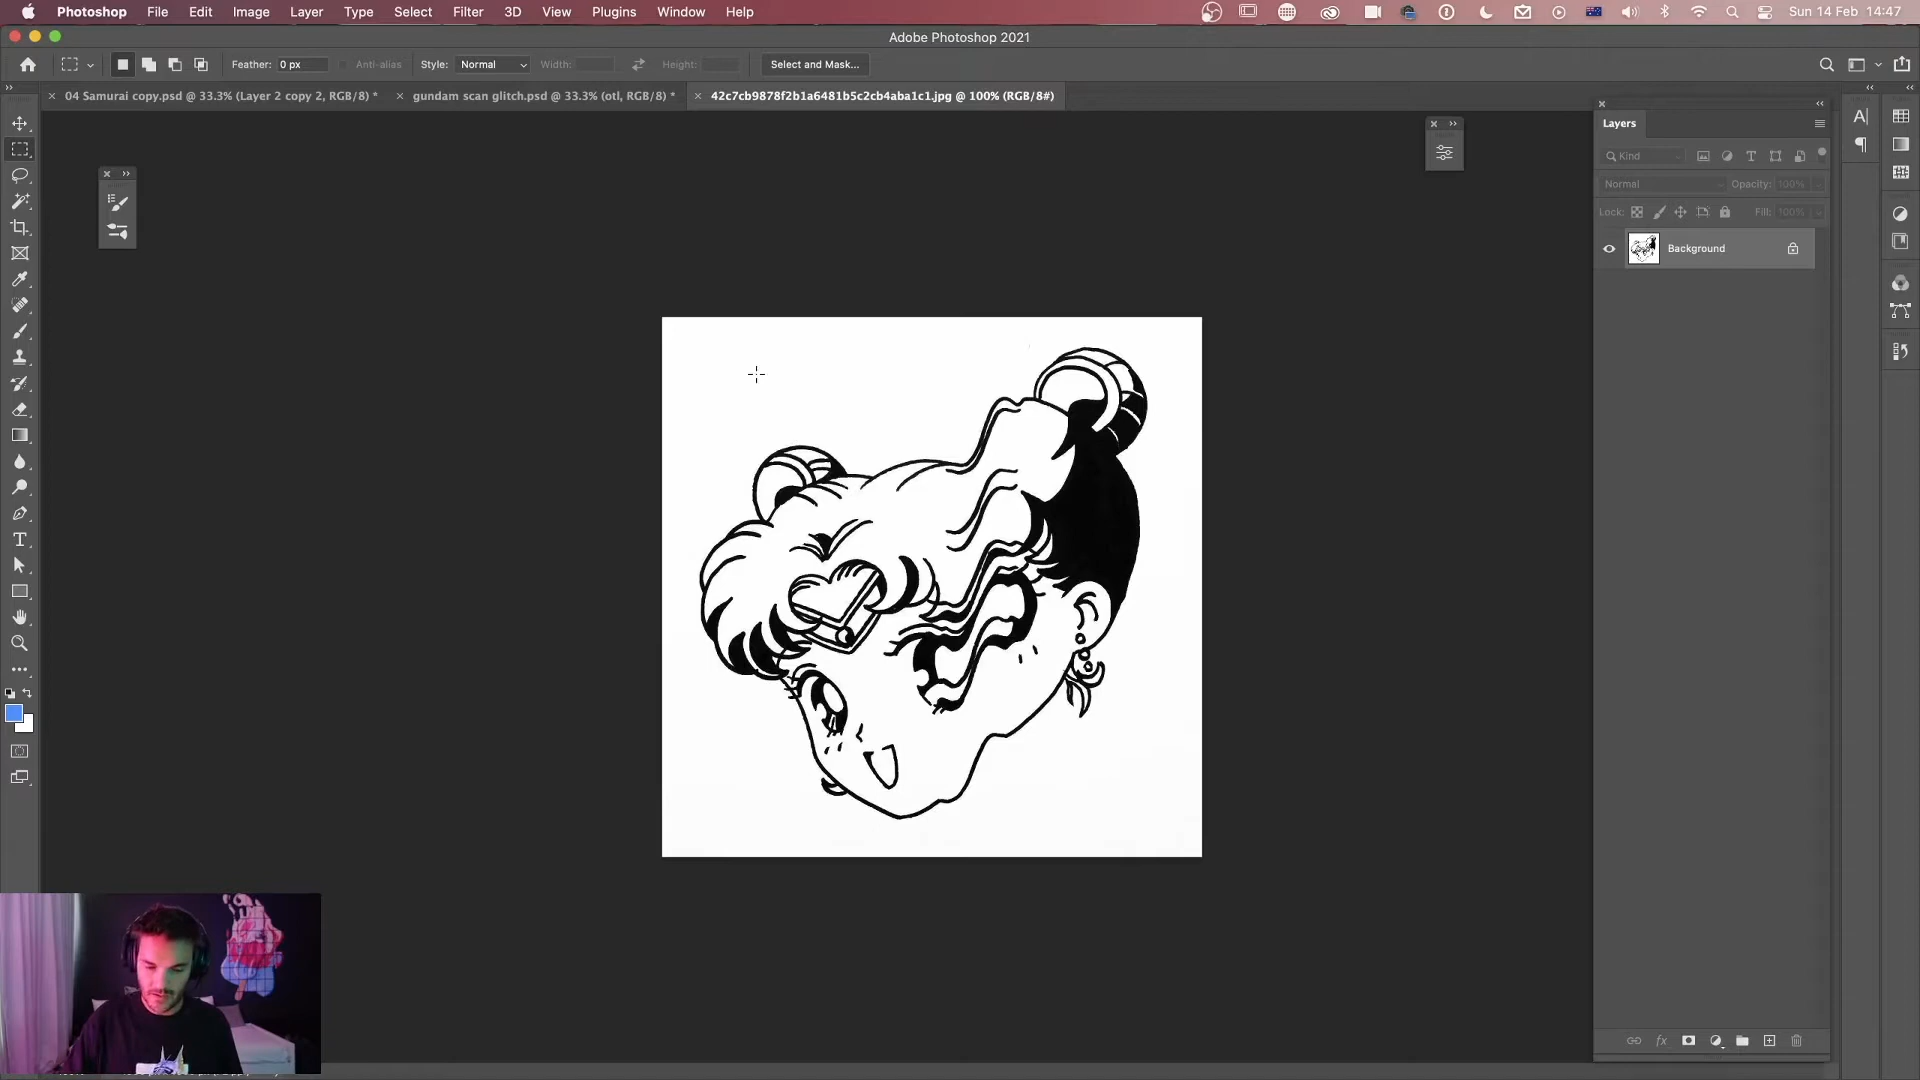 Photoshop File Edit Image Layer Type Select Filter 3D View Plugins Window Help Sun 14 Feb 14:47
Adobe Photoshop 2021
Feather: 0 px Anti-alias Style: Normal Width: Height: Select and Mask...
04 Samurai copy.psd @ 33.3% (Layer 2 copy 2, RGB/8) * gundam scan glitch.psd @ 33.3% (otl, RGB/8) * 42c7cb9878f2b1a6481b5c2cb4aba1c1.jpg @ 100% (RGB/8#)
Layers
Kind
Normal Opacity: 100%
Lock: Fill: 100%
Background